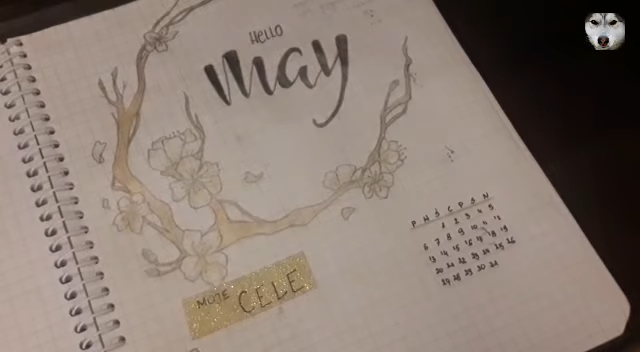 HELLO
may
P W Ś C P S N
1 2 3 4 5
6 7 8 9 10 11 12
13 14 15 16 17 18 19
20 21 22 23 24 25 26
27 28 29 30 31
MOJE CELE